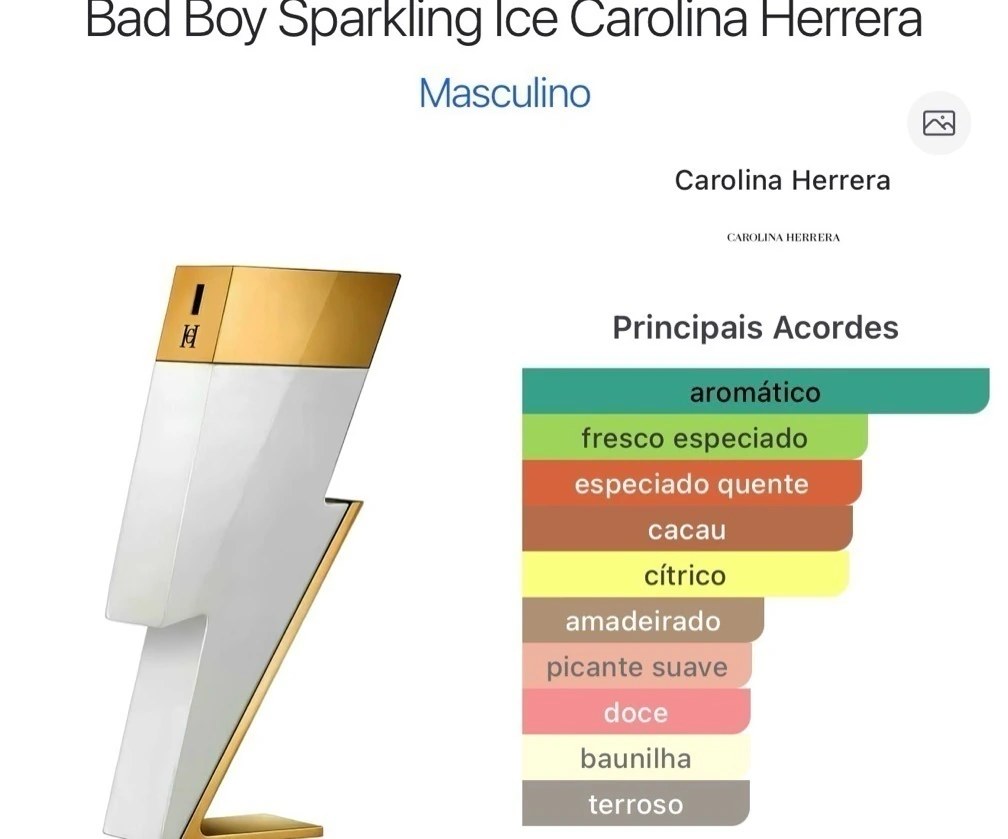 Bad Boy Sparkling Ice Carolina Herrera
Masculino
Carolina Herrera
CAROLINA HERRERA
CH
Principais Acordes
aromático
fresco especiado
especiado quente
cacau
cítrico
amadeirado
picante suave
doce
baunilha
terroso